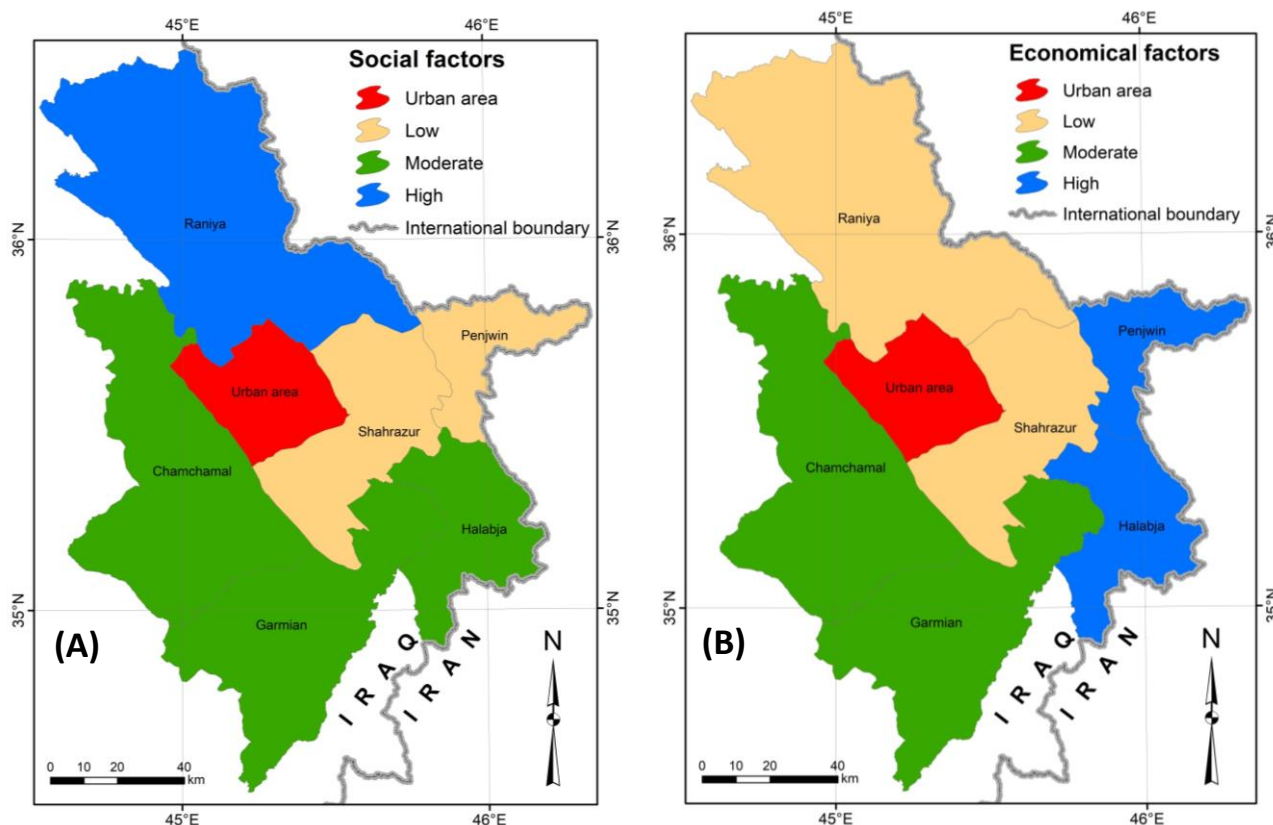 45°E
46°E
Social factors
Urban area
Low
Moderate
High
International boundary
36°N
36°N
Raniya
Penjwin
Urban area
Shahrazur
Chamchamal
Halabja
35°N
35°N
Garmian
(A)
IRAQ
IRAN
N
0 10 20 40
km
45°E
46°E
45°E
46°E
Economical factors
Urban area
Low
Moderate
High
International boundary
36°N
36°N
Raniya
Penjwin
Urban area
Shahrazur
Chamchamal
Halabja
35°N
35°N
Garmian
(B)
IRAQ
IRAN
N
0 10 20 40
km
45°E
46°E